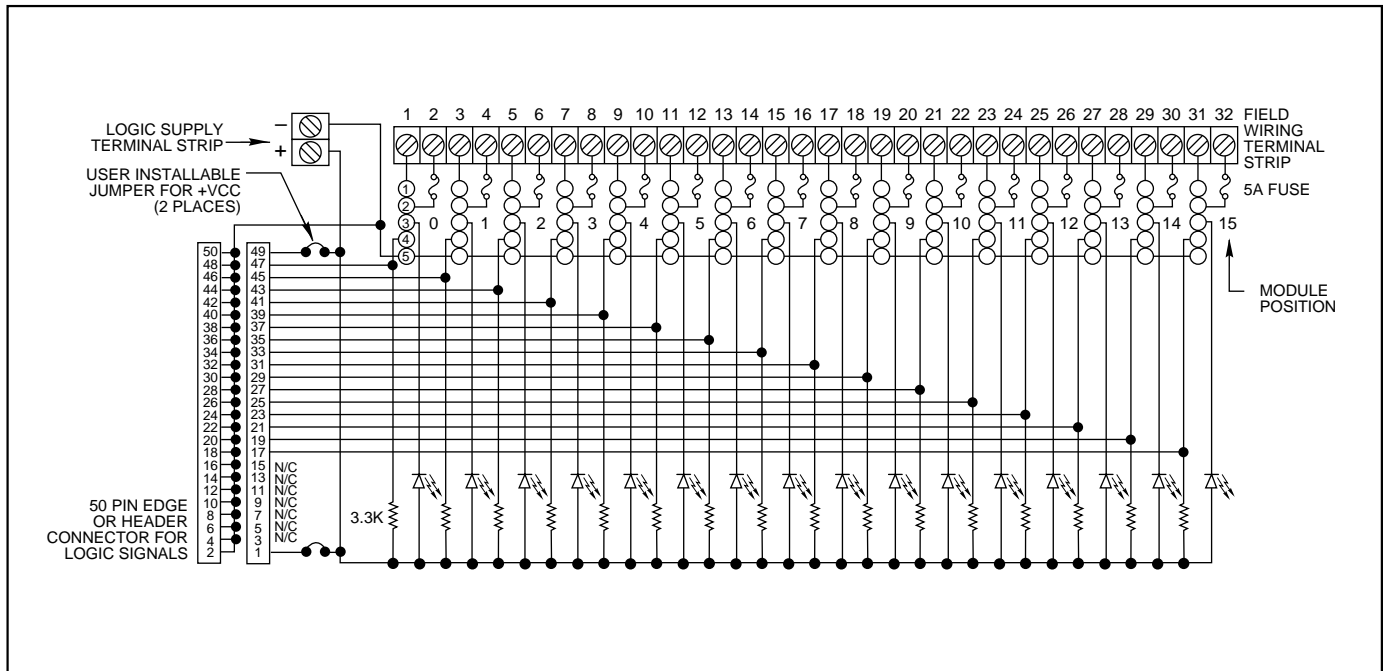 1 2 3 4 5 6 7 8 9 10 11 12 13 14 15 16 17 18 19 20 21 22 23 24 25 26 27 28 29 30 31 32
FIELD
WIRING
TERMINAL
STRIP
LOGIC SUPPLY
TERMINAL STRIP
–
+
USER INSTALLABLE
JUMPER FOR +VCC
(2 PLACES)
5A FUSE
1
2
3
4
5
0 1 2 3 4 5 6 7 8 9 10 11 12 13 14 15
MODULE
POSITION
50 49
48 47
46 45
44 43
42 41
40 39
38 37
36 35
34 33
32 31
30 29
28 27
26 25
24 23
22 21
20 19
18 17
16 15 N/C
14 13 N/C
12 11 N/C
10 9 N/C
8 7 N/C
6 5 N/C
4 3 N/C
2 1
50 PIN EDGE
OR HEADER
CONNECTOR FOR
LOGIC SIGNALS
3.3K